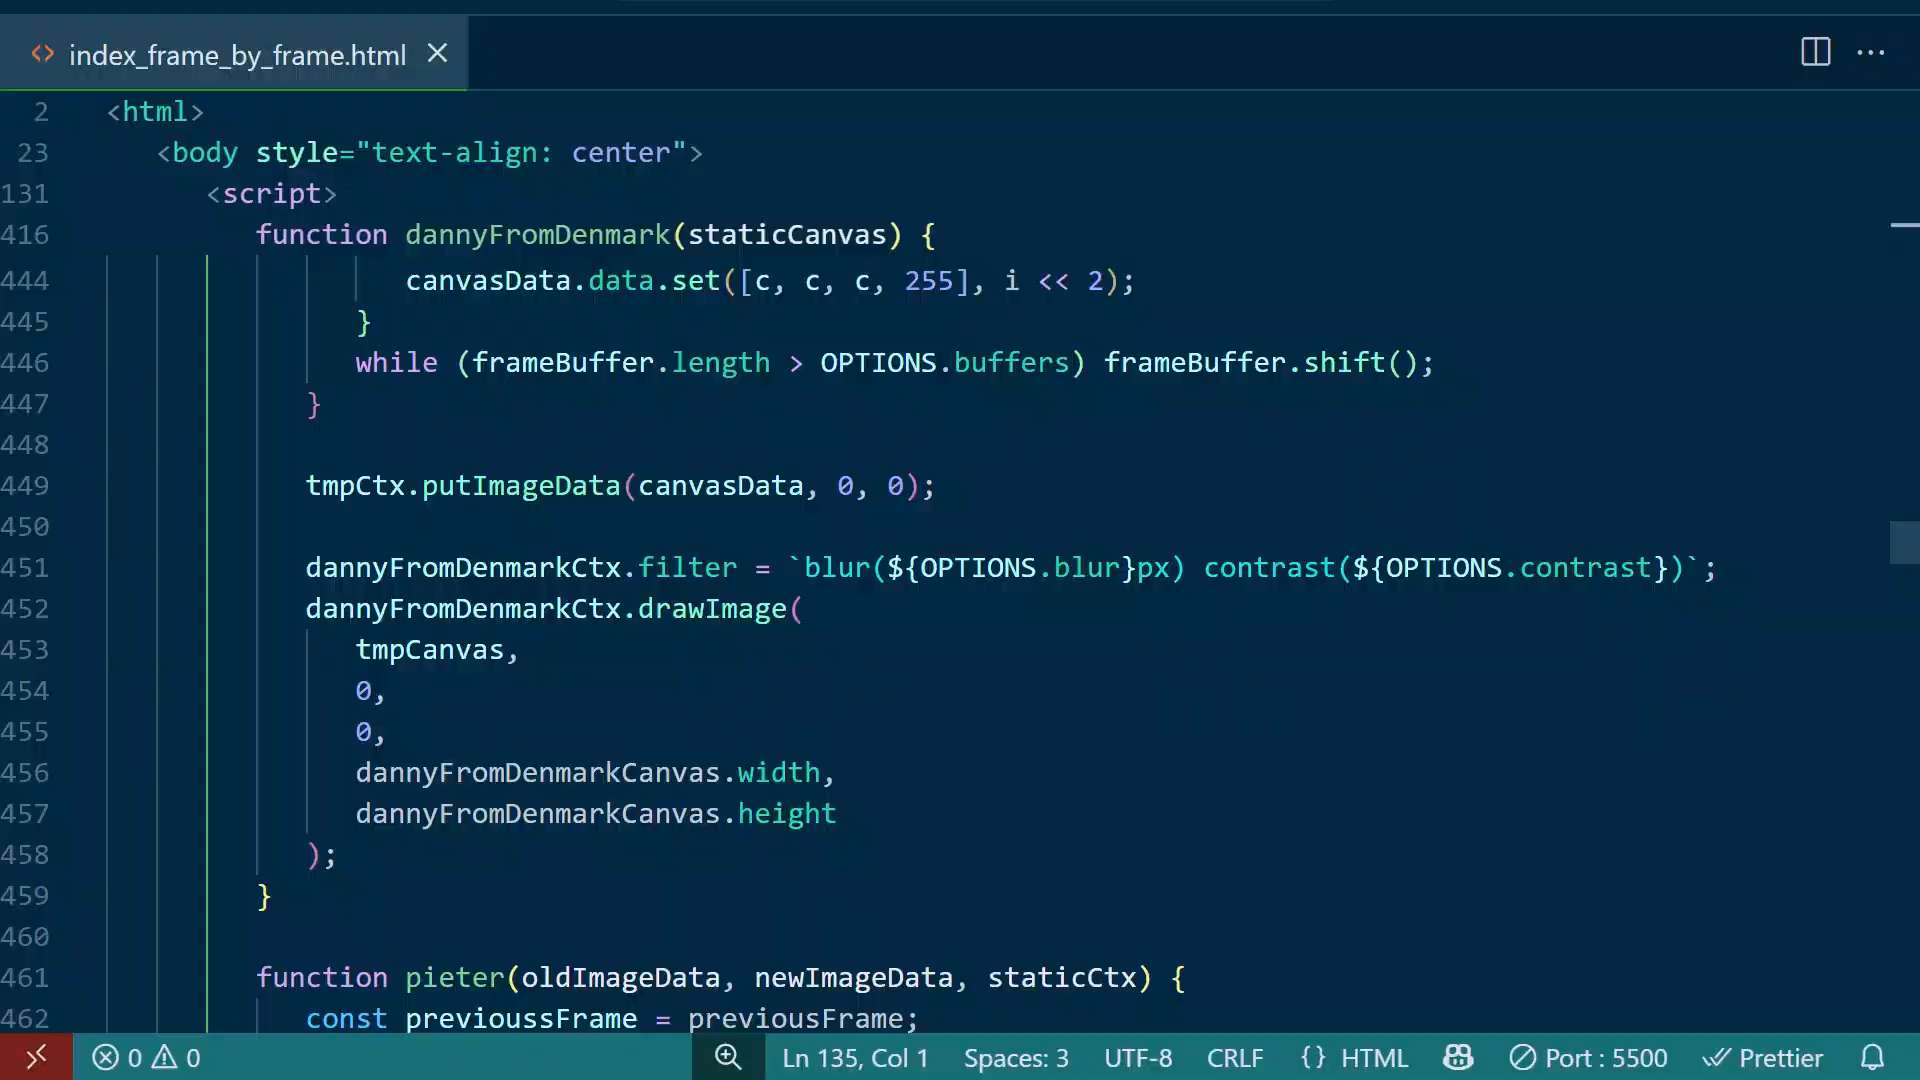 index_frame_by_frame.html
2 <html>
23 <body style="text-align: center">
131 <script>
416 function dannyFromDenmark(staticCanvas) {
444 canvasData.data.set([c, c, c, 255], i << 2);
445 }
446 while (frameBuffer.length > OPTIONS.buffers) frameBuffer.shift();
447 }
448
449 tmpCtx.putImageData(canvasData, 0, 0);
450
451 dannyFromDenmarkCtx.filter = `blur(${OPTIONS.blur}px) contrast(${OPTIONS.contrast})`;
452 dannyFromDenmarkCtx.drawImage(
453 tmpCanvas,
454 0,
455 0,
456 dannyFromDenmarkCanvas.width,
457 dannyFromDenmarkCanvas.height
458 );
459 }
460
461 function pieter(oldImageData, newImageData, staticCtx) {
462 const previoussFrame = previousFrame;
0 0 Ln 135, Col 1 Spaces: 3 UTF-8 CRLF {} HTML Port : 5500 Prettier